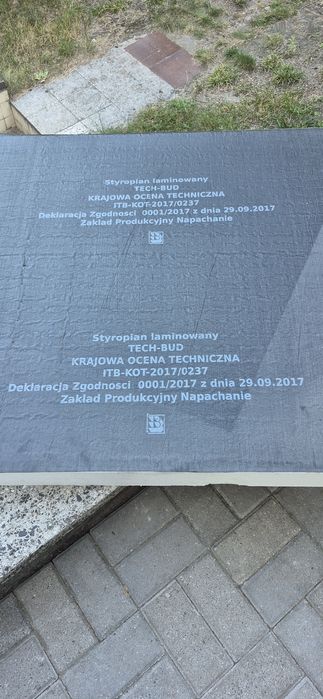 Styropian laminowany
TECH-BUD
KRAJOWA OCENA TECHNICZNA
ITB-KOT-2017/0237
Deklaracja Zgodnosci 0001/2017 z dnia 29.09.2017
Zakład Produkcyjny Napachanie
Styropian laminowany
TECH-BUD
KRAJOWA OCENA TECHNICZNA
ITB-KOT-2017/0237
Deklaracja Zgodnosci 0001/2017 z dnia 29.09.2017
Zakład Produkcyjny Napachanie